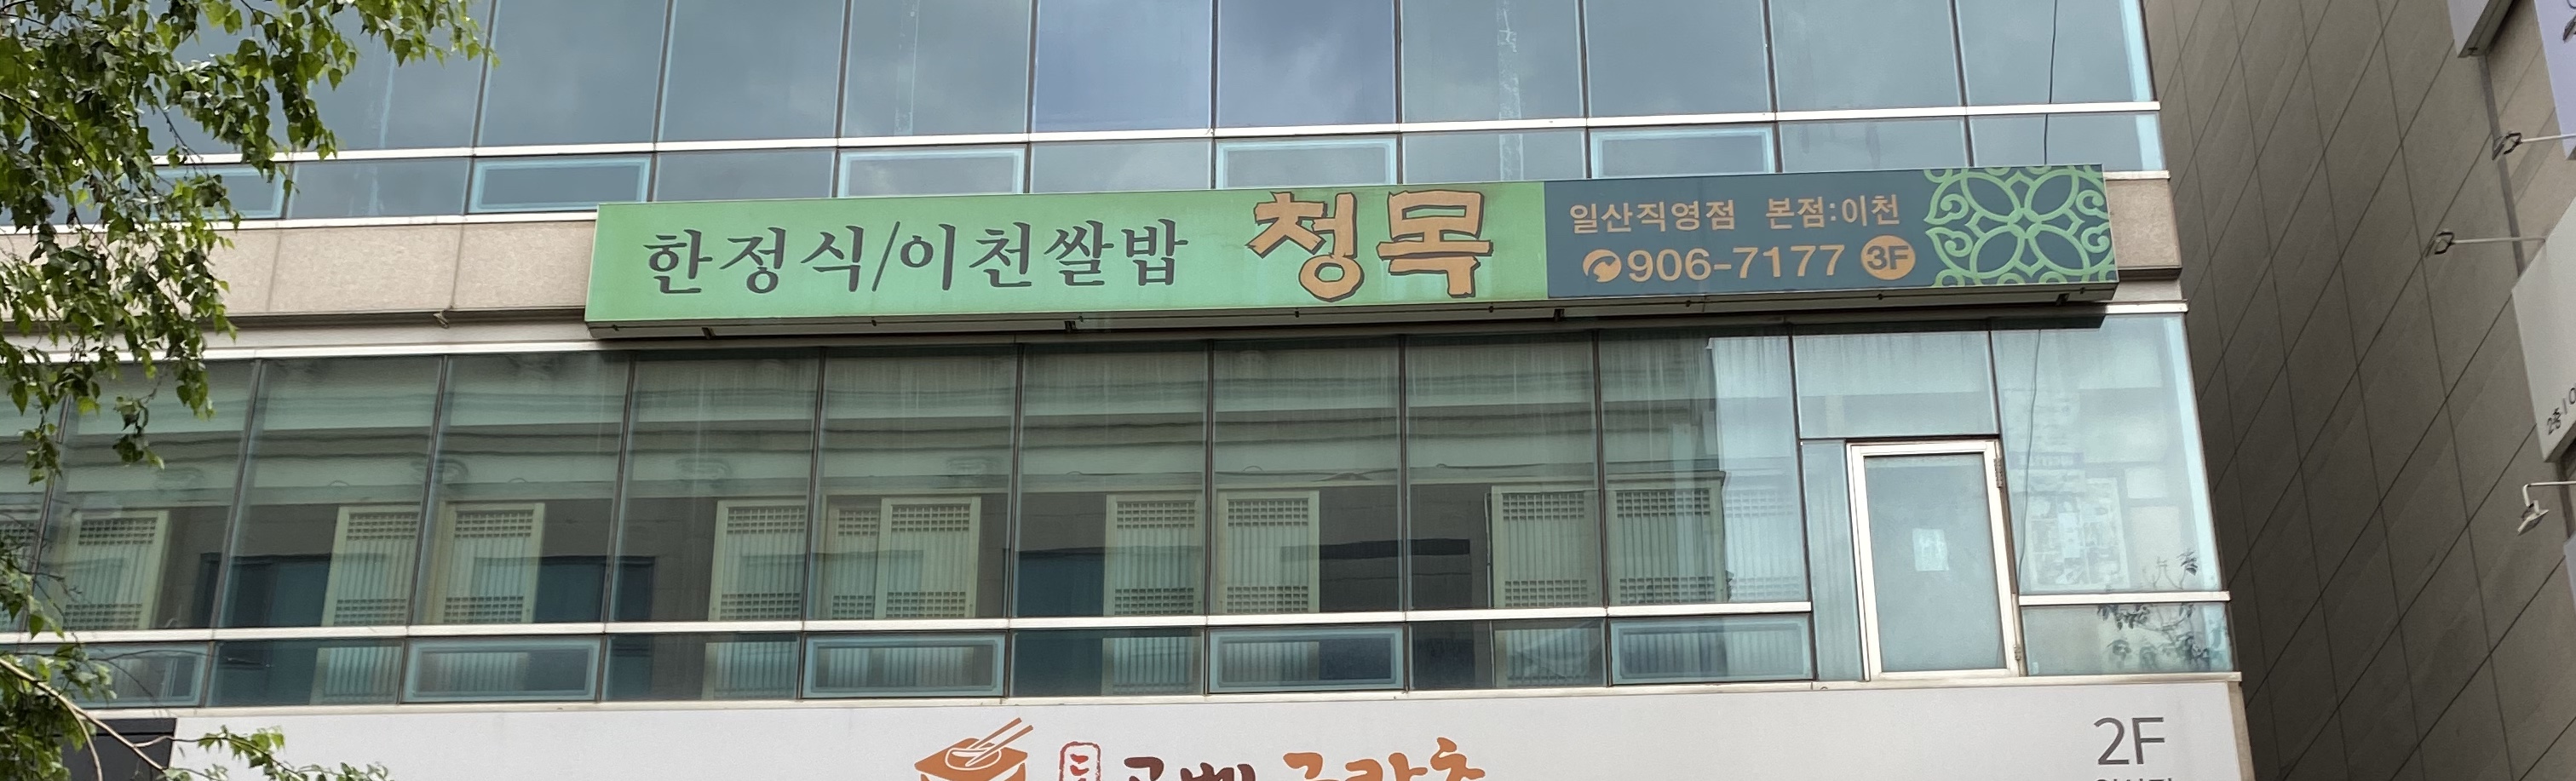 한정식/이천쌀밥 청목
일산직영점 본점:이천
906-7177 3F
2F